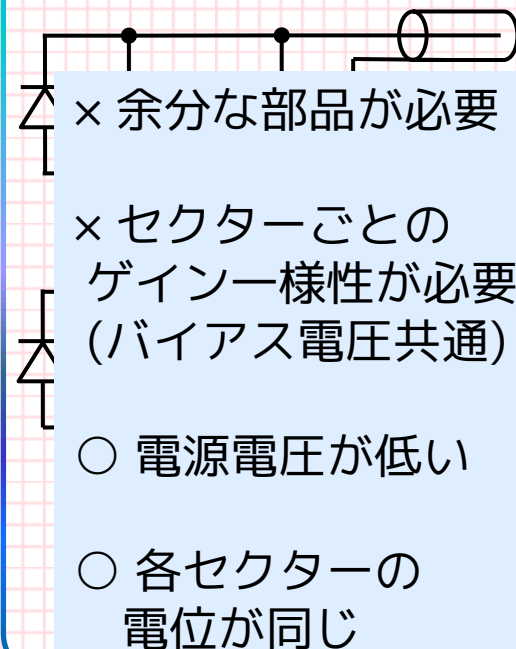 × 余分な部品が必要
× セクターごとの
ゲイン一様性が必要
(バイアス電圧共通)
○ 電源電圧が低い
○ 各セクターの
電位が同じ